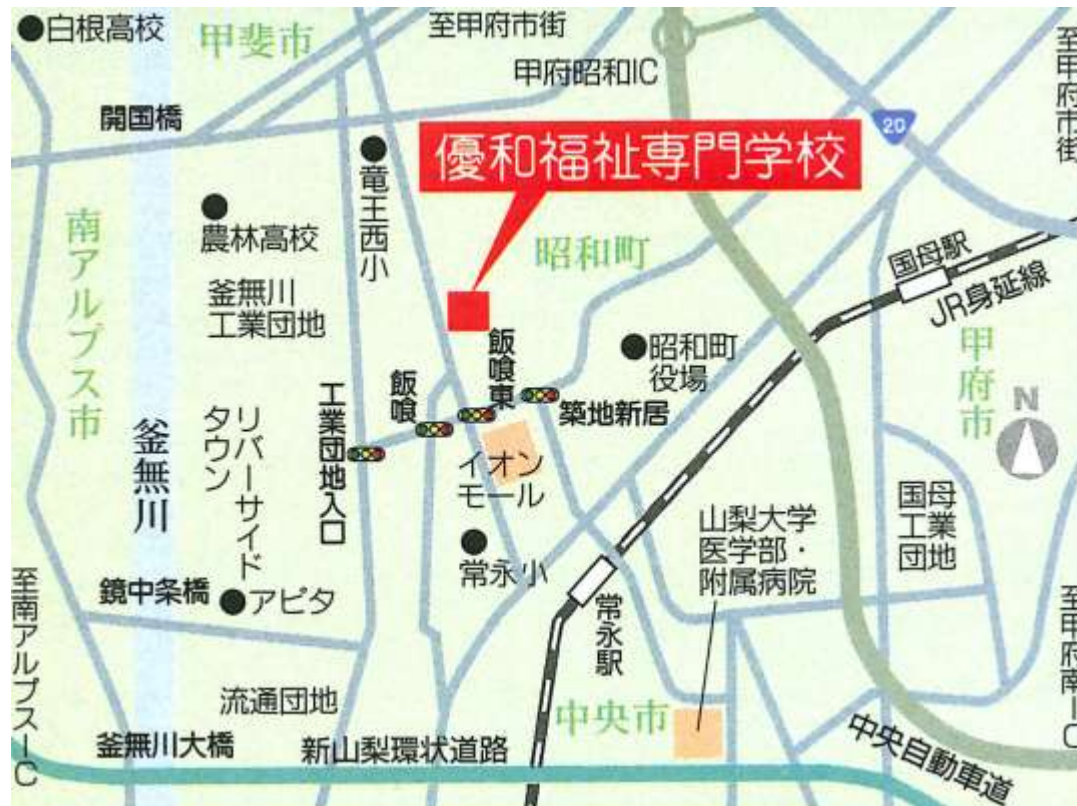 白根高校
甲斐市
至甲府市街
甲府昭和IC
至甲府市街
開国橋
20
優和福祉専門学校
竜王西小
農林高校
南アルプス市
昭和町
釜無川
工業団地
国母駅
JR身延線
飯喰東
昭和町
役場
甲府市
飯喰
工業団地入口
築地新居
N
リバーサイド
タウン
釜無川
イオン
モール
国母
工業
団地
山梨大学
医学部・
附属病院
常永小
至南アルプスIC
鏡中条橋
アピタ
常永駅
至甲府南IC
流通団地
中央市
釜無川大橋
新山梨環状道路
中央自動車道